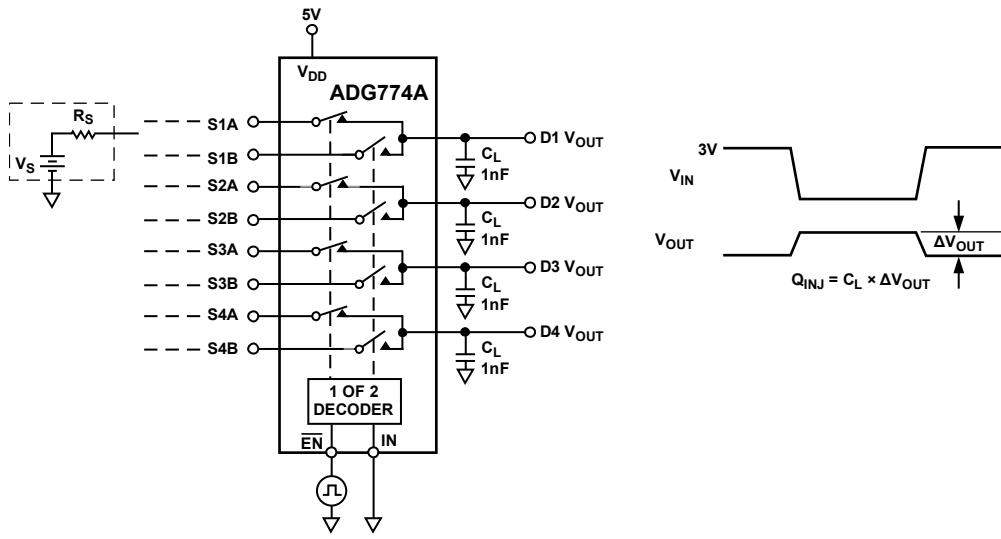 5V
V_DD
ADG774A
R_S
V_S
S1A
S1B
S2A
S2B
S3A
S3B
S4A
S4B
D1 V_OUT
C_L
1nF
D2 V_OUT
C_L
1nF
D3 V_OUT
C_L
1nF
D4 V_OUT
C_L
1nF
1 OF 2
DECODER
E̅N̅
IN
3V
V_IN
V_OUT
ΔV_OUT
Q_INJ = C_L × ΔV_OUT